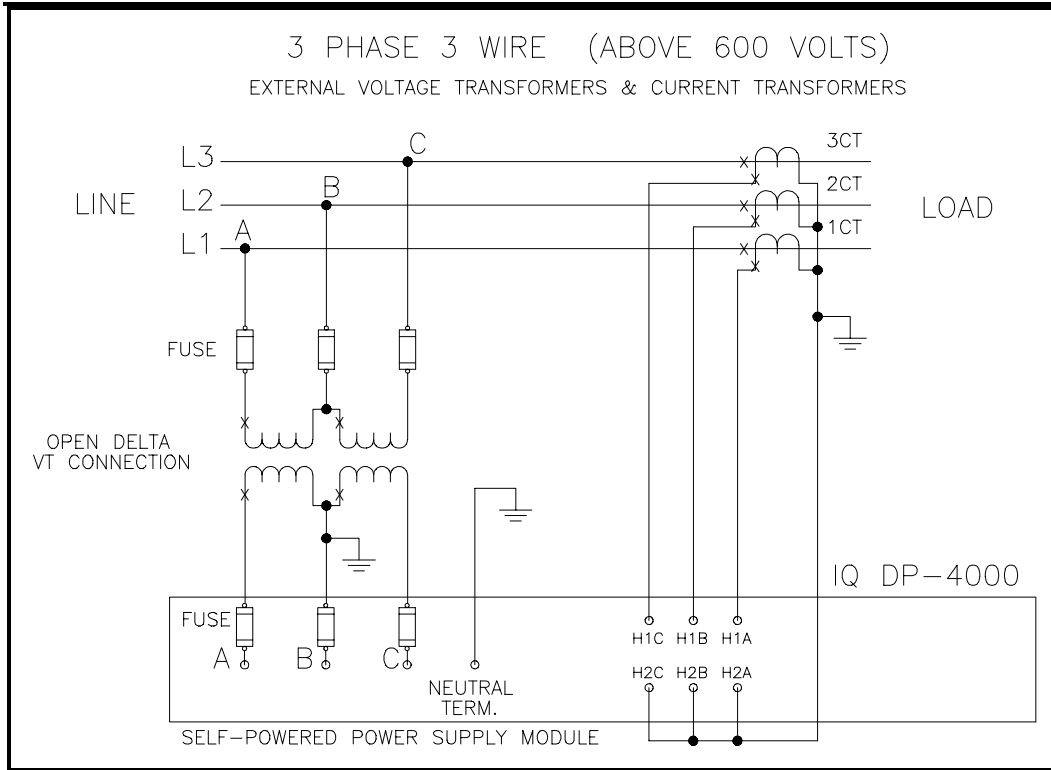 3 PHASE 3 WIRE (ABOVE 600 VOLTS)
EXTERNAL VOLTAGE TRANSFORMERS & CURRENT TRANSFORMERS
C
3CT
L3
B
2CT
LINE
L2
LOAD
A
1CT
L1
FUSE
OPEN DELTA
VT CONNECTION
IQ DP-4000
FUSE
A
B
C
H1C H1B H1A
H2C H2B H2A
NEUTRAL
TERM.
SELF-POWERED POWER SUPPLY MODULE